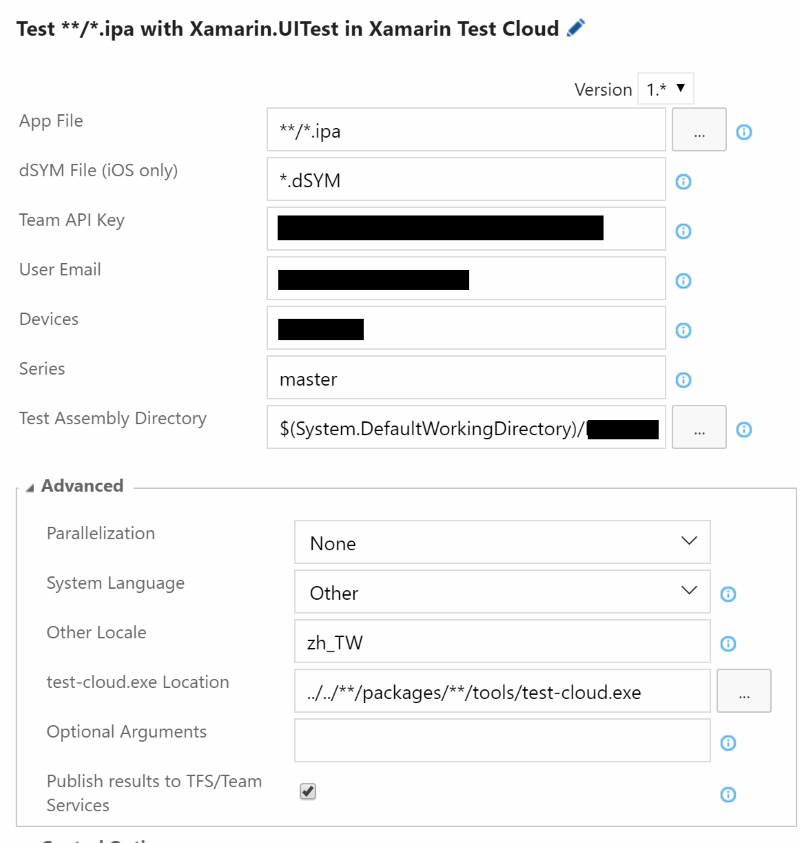 Test **/*.ipa with Xamarin.UITest in Xamarin Test Cloud
Version 1.*
App File **/*.ipa ...
dSYM File (iOS only) *.dSYM
Team API Key
User Email
Devices
Series master
Test Assembly Directory $(System.DefaultWorkingDirectory)/ ...
Advanced
Parallelization None
System Language Other
Other Locale zh_TW
test-cloud.exe Location ../../**/packages/**/tools/test-cloud.exe ...
Optional Arguments
Publish results to TFS/Team
Services